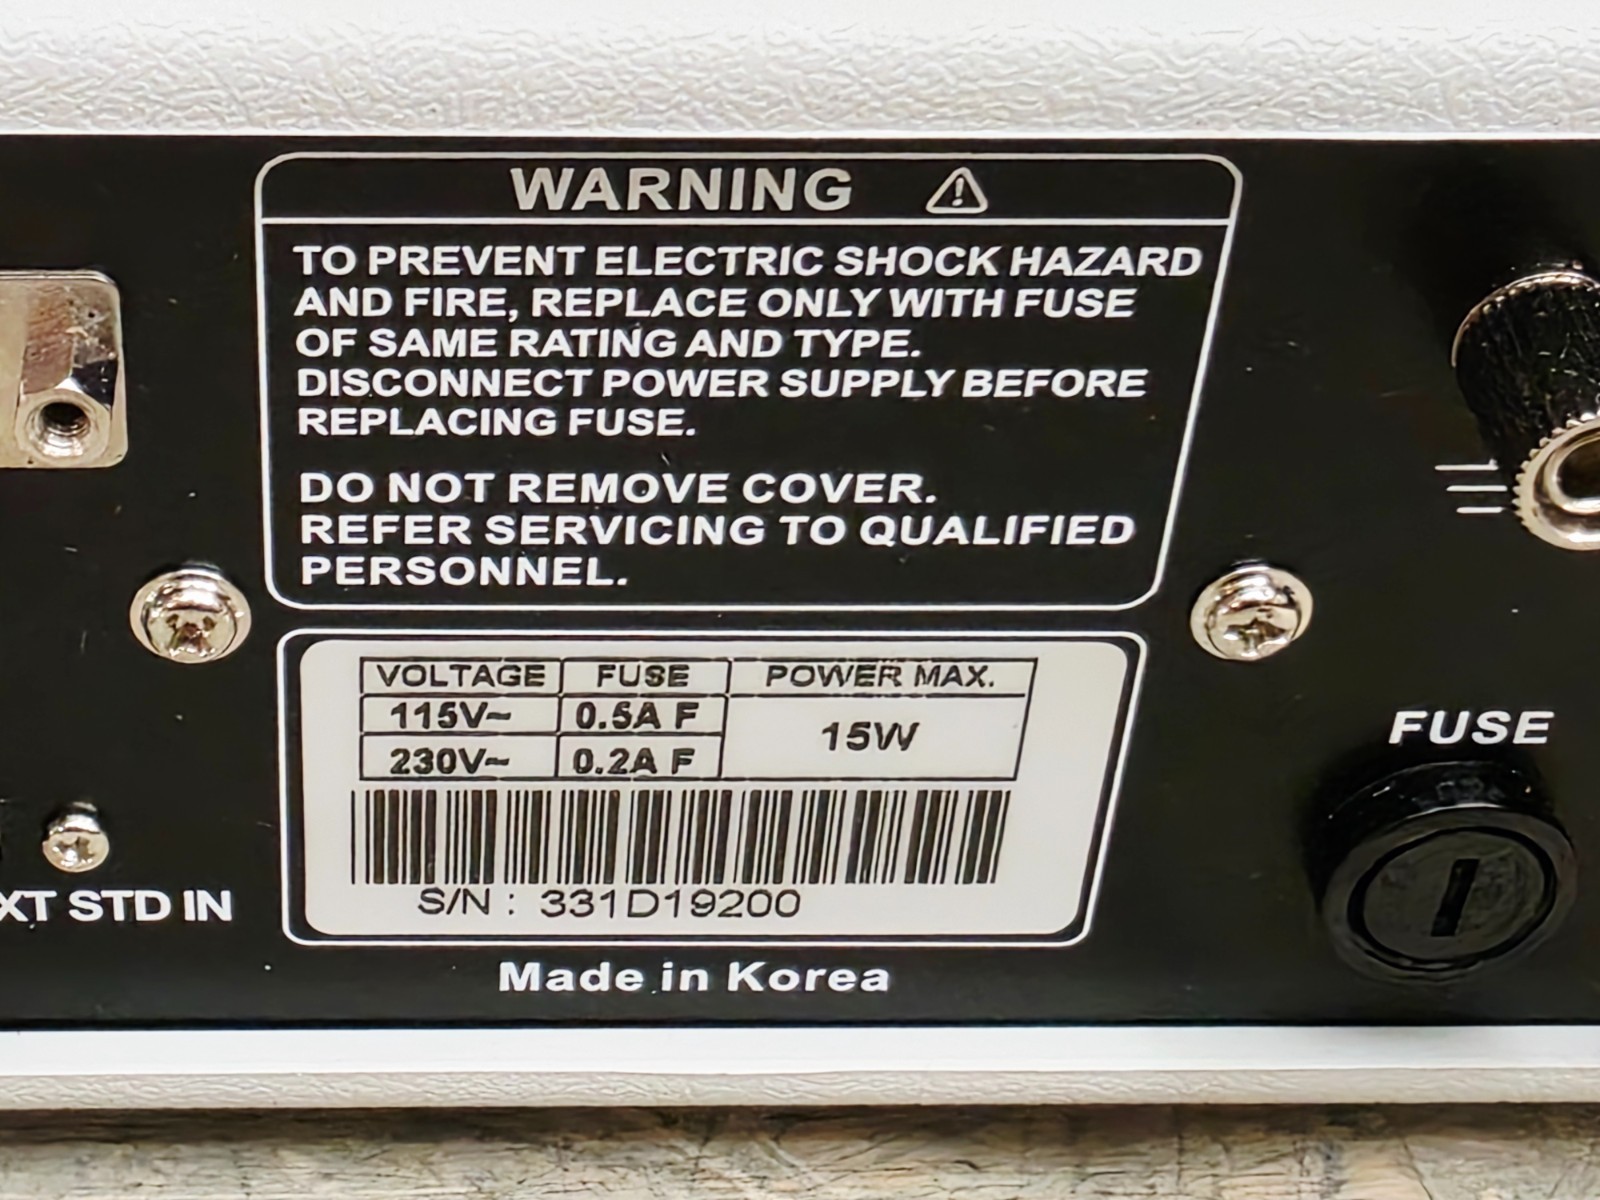 WARNING
TO PREVENT ELECTRIC SHOCK HAZARD
AND FIRE, REPLACE ONLY WITH FUSE
OF SAME RATING AND TYPE.
DISCONNECT POWER SUPPLY BEFORE
REPLACING FUSE.
DO NOT REMOVE COVER.
REFER SERVICING TO QUALIFIED
PERSONNEL.
VOLTAGE FUSE POWER MAX.
115V~ 0.5A F 15W
230V~ 0.2A F
S/N : 331D19200
Made in Korea
XT STD IN
FUSE